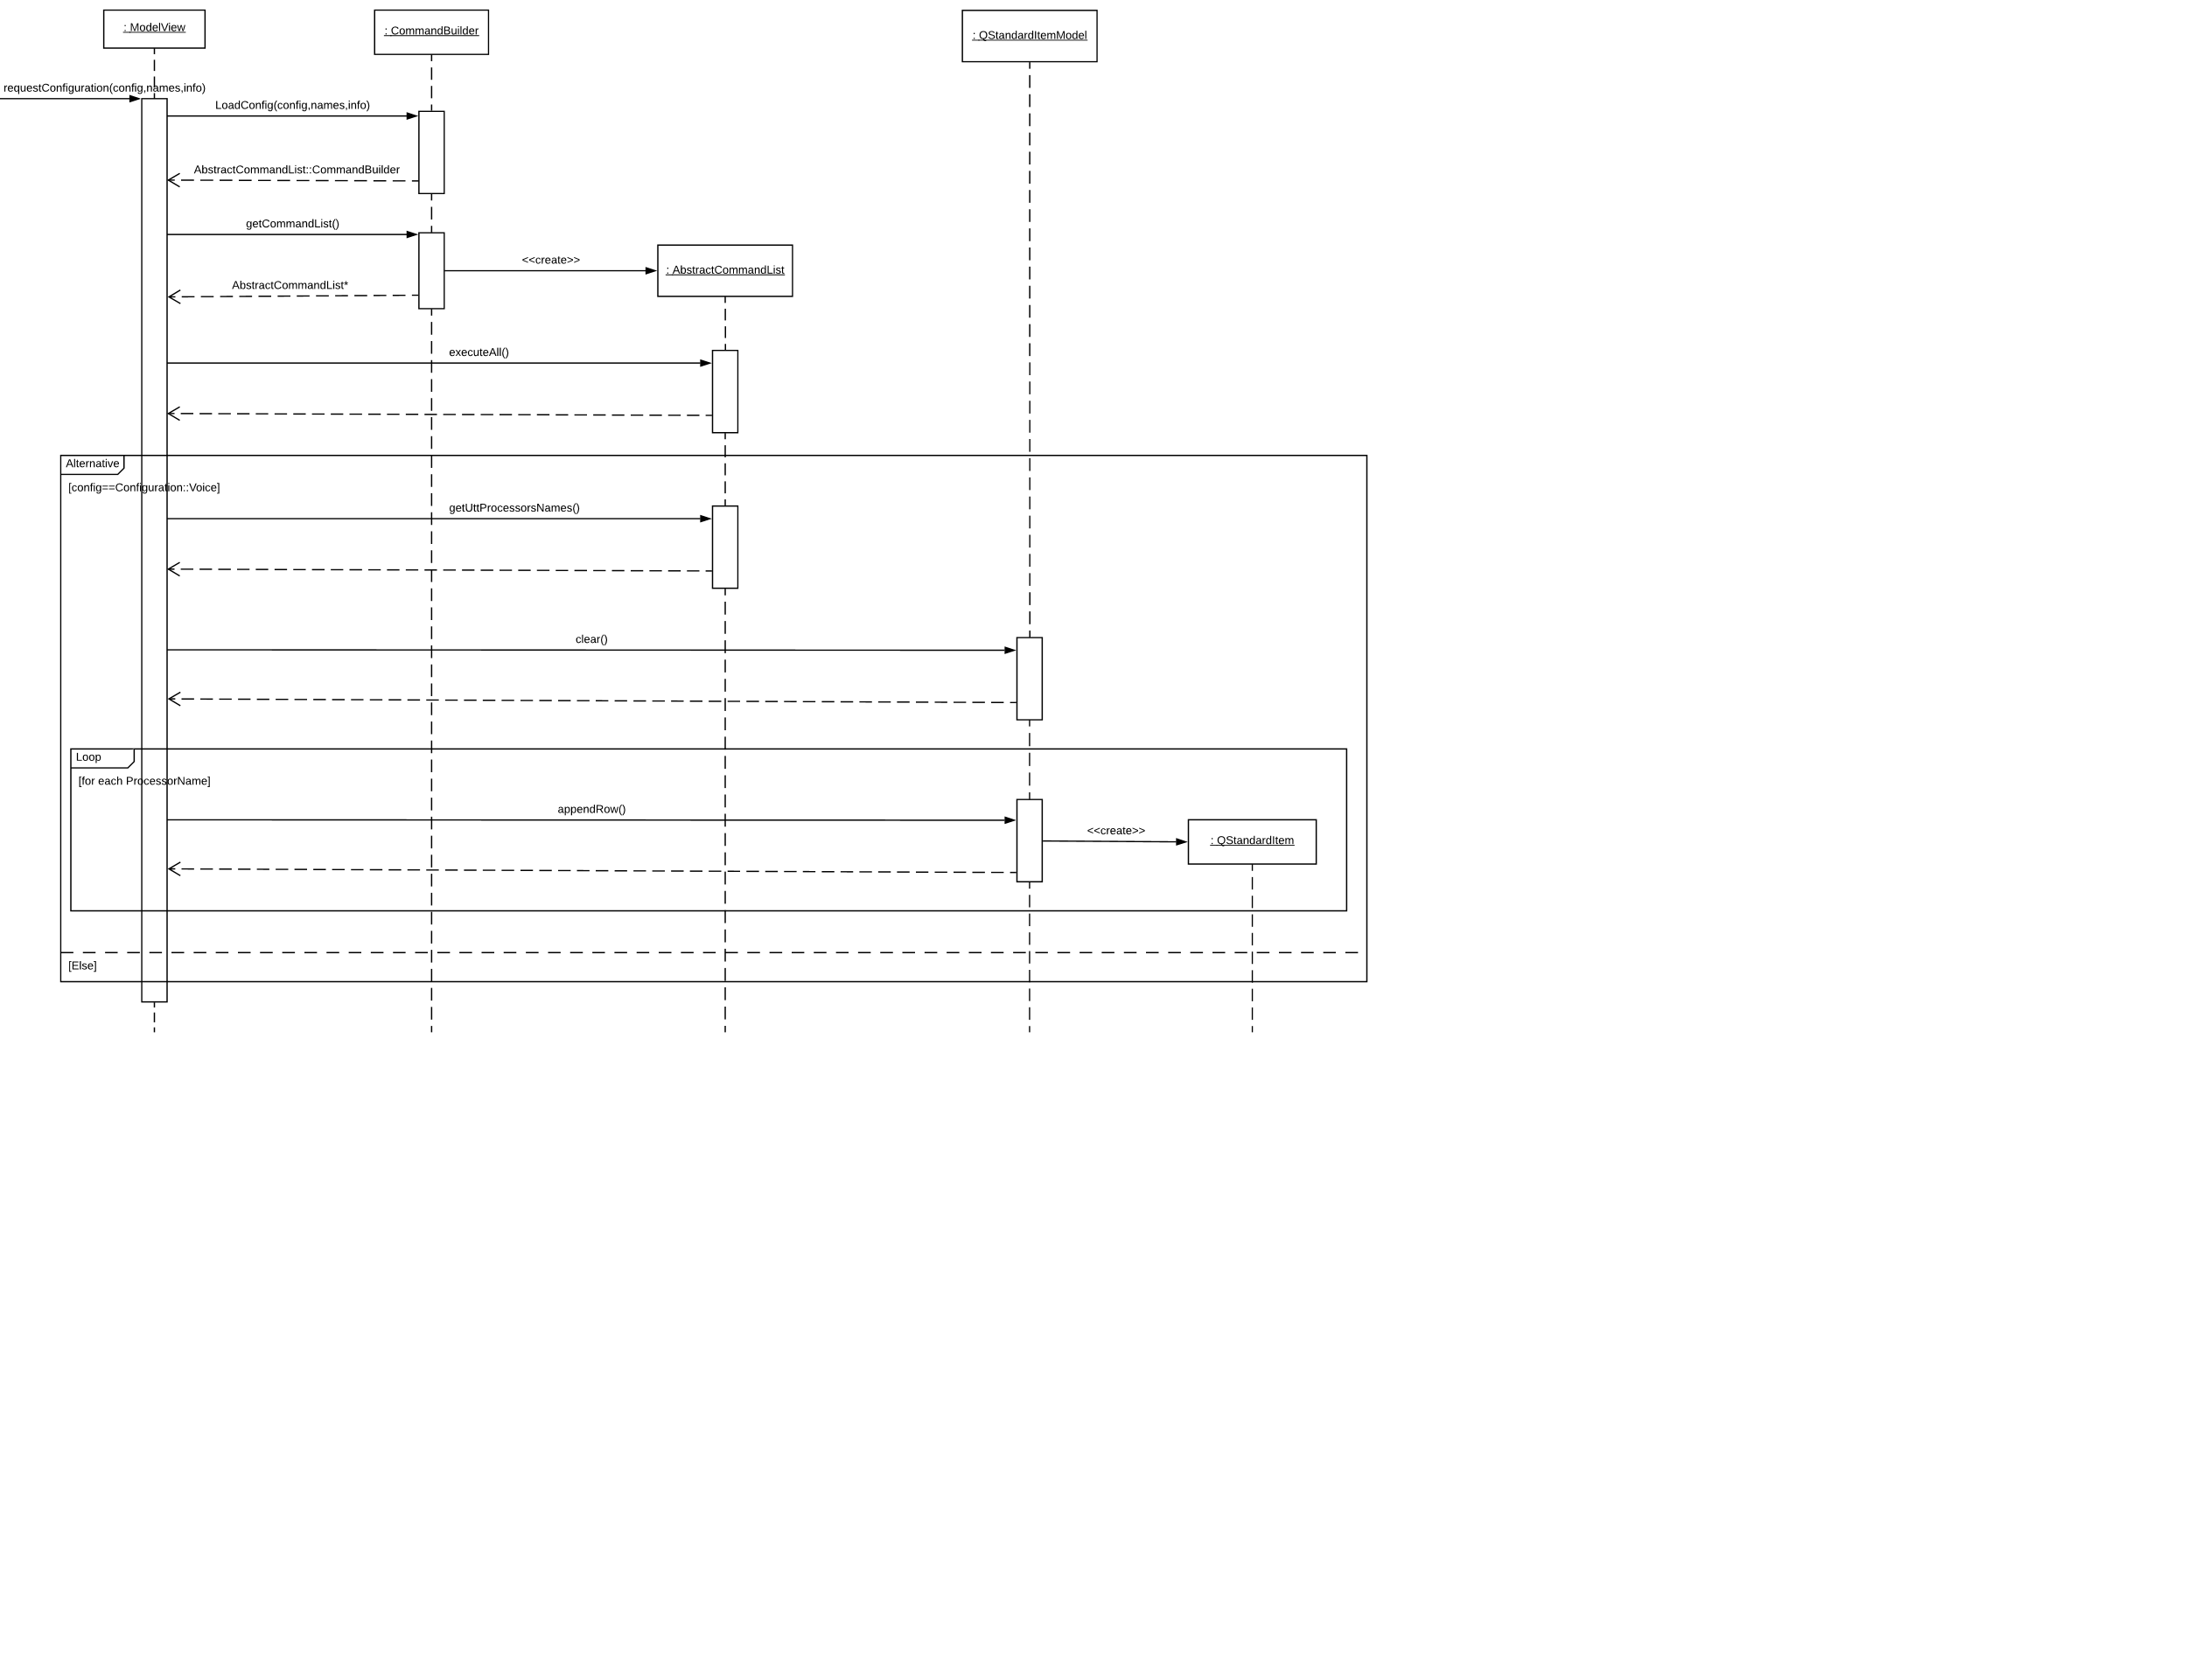 : ModelView
: CommandBuilder
: QStandardItemModel
requestConfiguration(config,names,info)
LoadConfig(config,names,info)
AbstractCommandList::CommandBuilder
getCommandList()
<<create>>
: AbstractCommandList
AbstractCommandList*
executeAll()
Alternative
[config==Configuration::Voice]
getUttProcessorsNames()
clear()
Loop
[for each ProcessorName]
appendRow()
<<create>>
: QStandardItem
[Else]